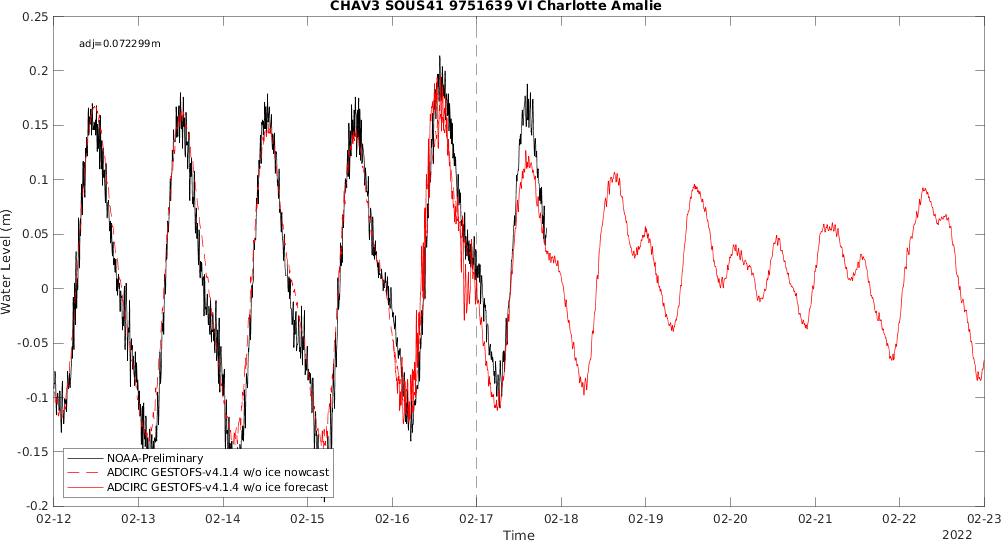 CHAV3 SOUS41 9751639 VI Charlotte Amalie
adj=0.072299m
0.25
0.2
0.15
0.1
0.05
0
-0.05
-0.1
-0.15
-0.2
Water Level (m)
NOAA-Preliminary
ADCIRC GESTOFS-v4.1.4 w/o ice nowcast
ADCIRC GESTOFS-v4.1.4 w/o ice forecast
02-12 02-13 02-14 02-15 02-16 02-17 02-18 02-19 02-20 02-21 02-22 02-23
Time
2022